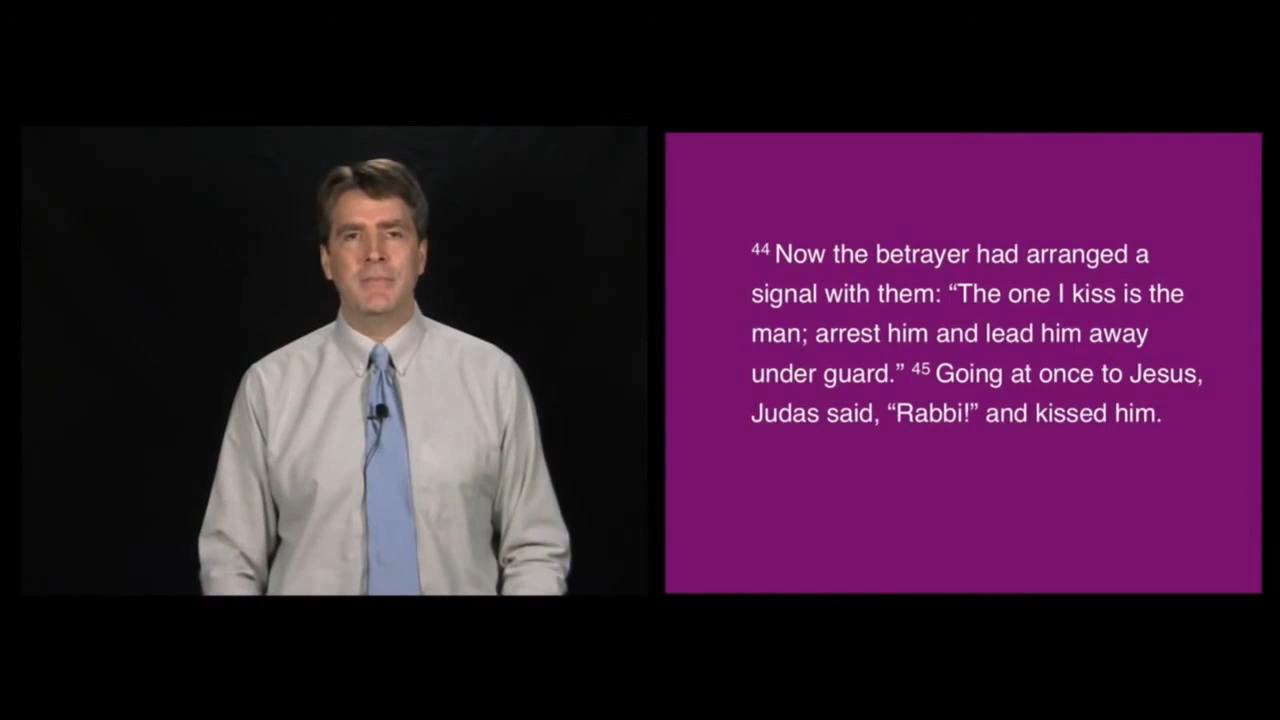 44 Now the betrayer had arranged a
signal with them: “The one I kiss is the
man; arrest him and lead him away
under guard.” 45 Going at once to Jesus,
Judas said, “Rabbi!” and kissed him.